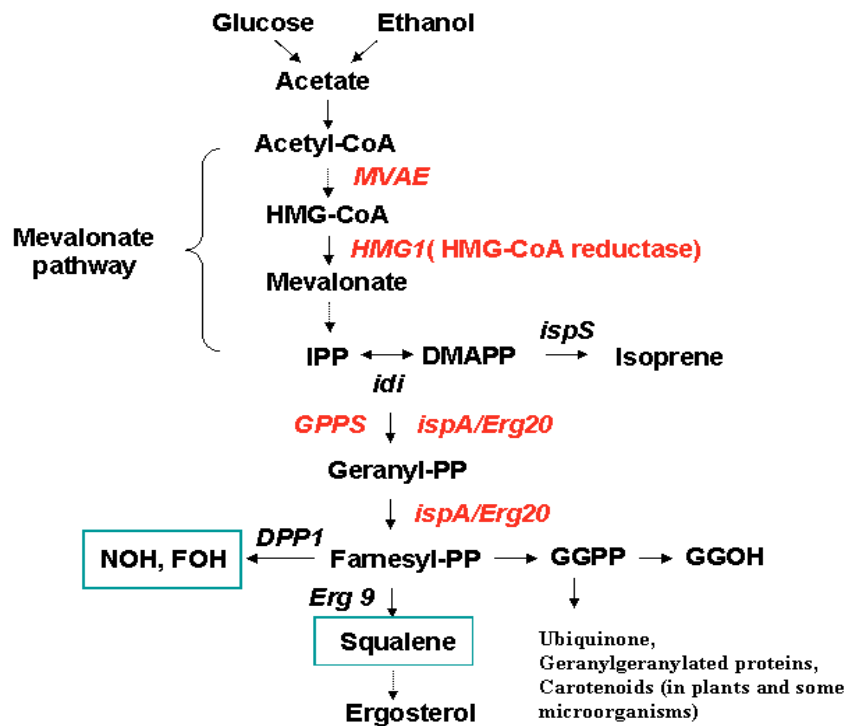 Glucose Ethanol
Acetate
Acetyl-CoA
MVAE
HMG-CoA
Mevalonate
pathway
HMG1( HMG-CoA reductase)
Mevalonate
IPP DMAPP ispS Isoprene
idi
GPPS ispA/Erg20
Geranyl-PP
ispA/Erg20
NOH, FOH DPP1 Farnesyl-PP GGPP GGOH
Erg 9
Squalene
Ubiquinone,
Geranylgeranylated proteins,
Carotenoids (in plants and some
microorganisms)
Ergosterol